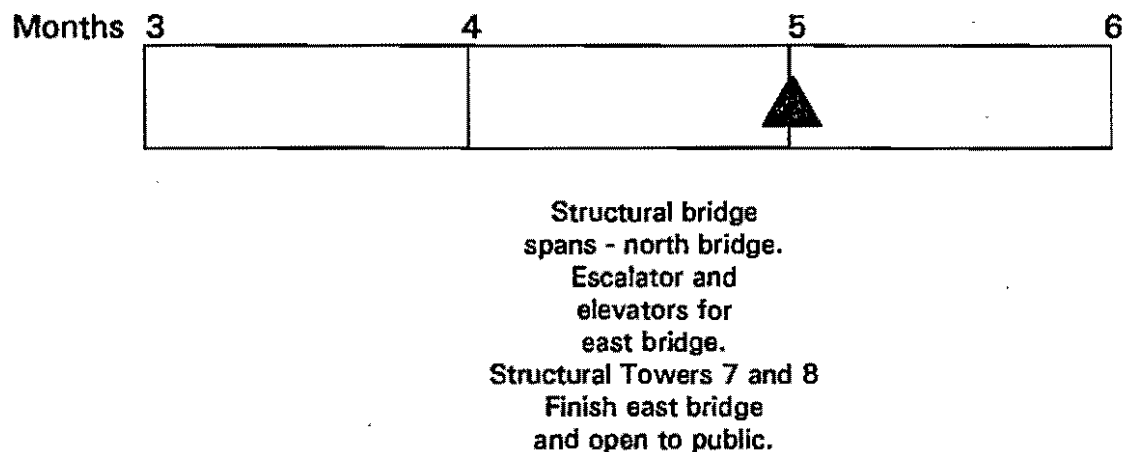 Months 3 4 5 6
Structural bridge
spans - north bridge.
Escalator and
elevators for
east bridge.
Structural Towers 7 and 8
Finish east bridge
and open to public.